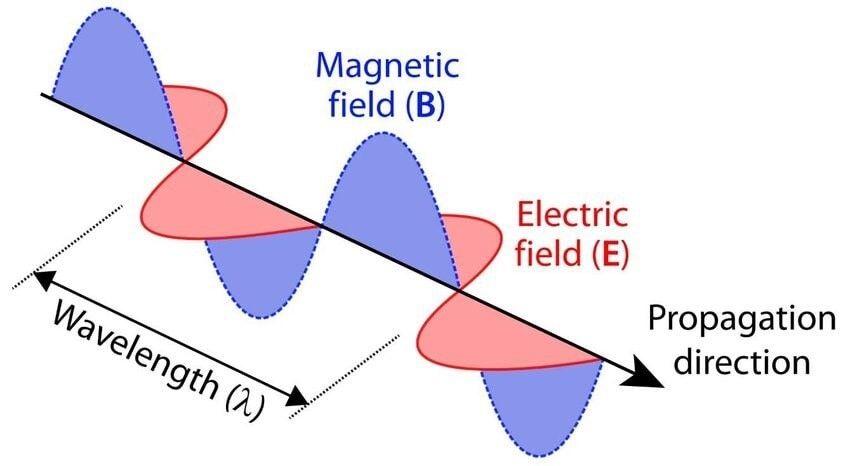 Magnetic
field (B)
Electric
field (E)
Wavelength (λ)
Propagation
direction